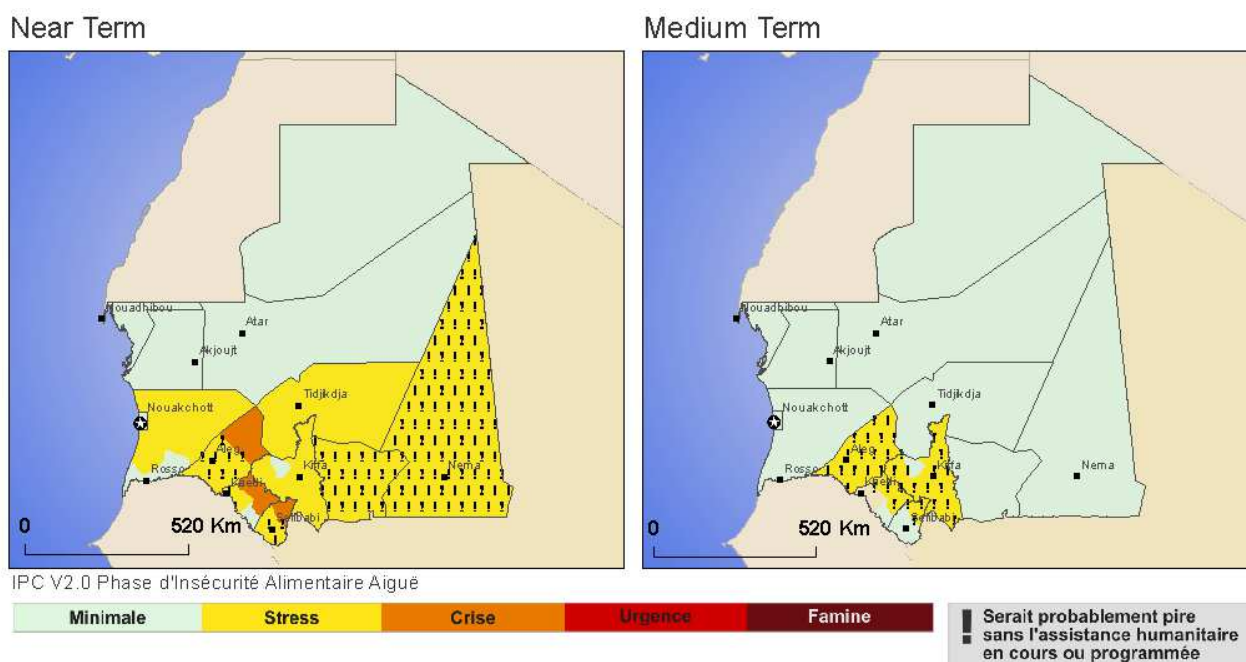 Near Term
Medium Term
Nouadhibou
Atar
Akjoujt
Tidjikdja
Nouakchott
Aleg
Rosso
Kiffa
Nema
Kaedi
Selibabi
0
520 Km
Nouadhibou
Atar
Akjoujt
Tidjikdja
Nouakchott
Aleg
Rosso
Kiffa
Nema
Kaedi
Selibabi
0
520 Km
IPC V2.0 Phase d'Insécurité Alimentaire Aiguë
Minimale
Stress
Crise
Urgence
Famine
! Serait probablement pire
sans l'assistance humanitaire
en cours ou programmée